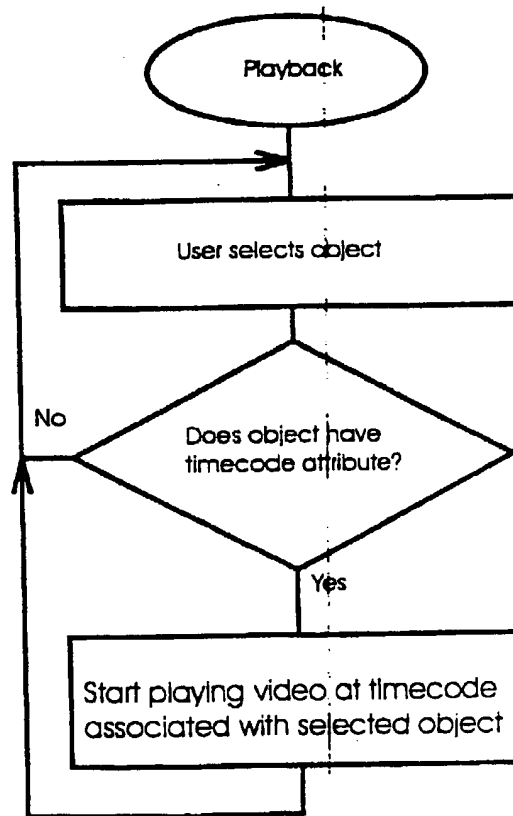 Playback
User selects object
No
Does object have
timecode attribute?
Yes
Start playing video at timecode
associated with selected object